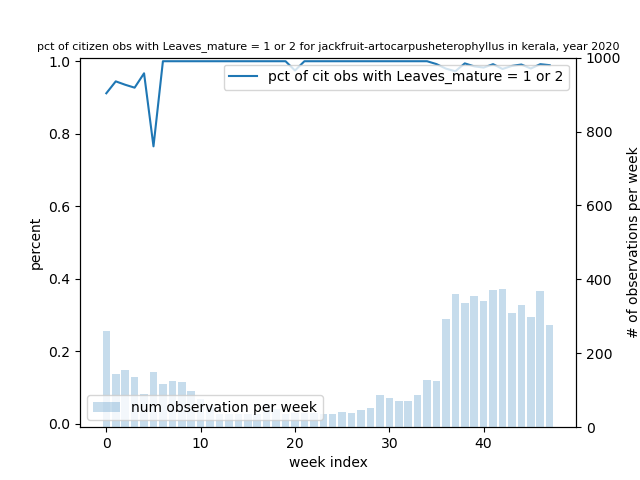 pct of citizen obs with Leaves_mature = 1 or 2 for jackfruit-artocarpusheterophyllus in kerala, year 2020
pct of cit obs with Leaves_mature = 1 or 2
1.0
0.8
0.6
0.4
0.2
0.0
percent
1000
800
600
400
200
0
# of observations per week
num observation per week
0
10
20
30
40
week index